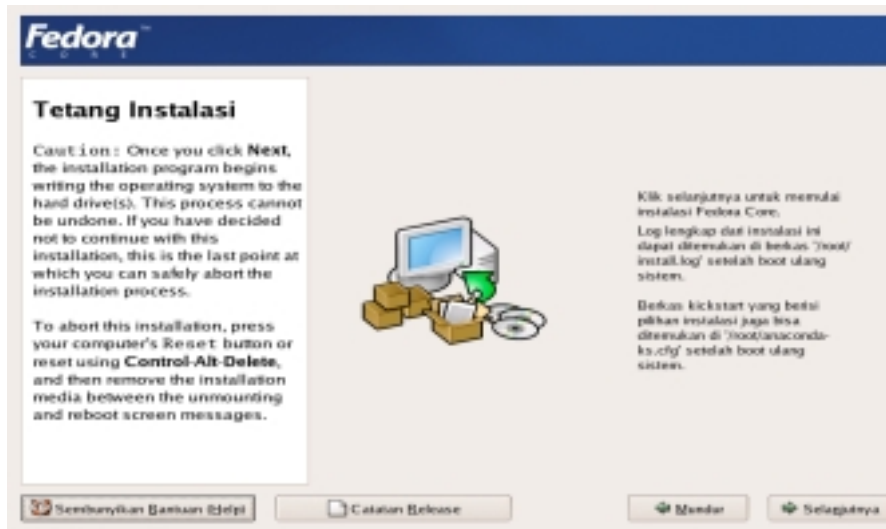 Fedora™
CORE
Tetang Instalasi
Caution: Once you click Next,
the installation program begins
writing the operating system to the
hard drive(s). This process cannot
be undone. If you have decided
not to continue with this
installation, this is the last point at
which you can safely abort the
installation process.
To abort this installation, press
your computer's Reset button or
reset using Control-Alt-Delete,
and then remove the installation
media between the unmounting
and reboot screen messages.
Klik selanjutnya untuk memulai
instalasi Fedora Core.
Log lengkap dari instalasi ini
dapat ditemukan di berkas '/root/
install.log' setelah boot ulang
sistem.
Berkas kickstart yang berisi
pilihan instalasi juga bisa
ditemukan di '/root/anaconda-
ks.cfg' setelah boot ulang
sistem.
Sembunyikan Bantuan (Help)
Catatan Release
Mundur
Selagjutnya